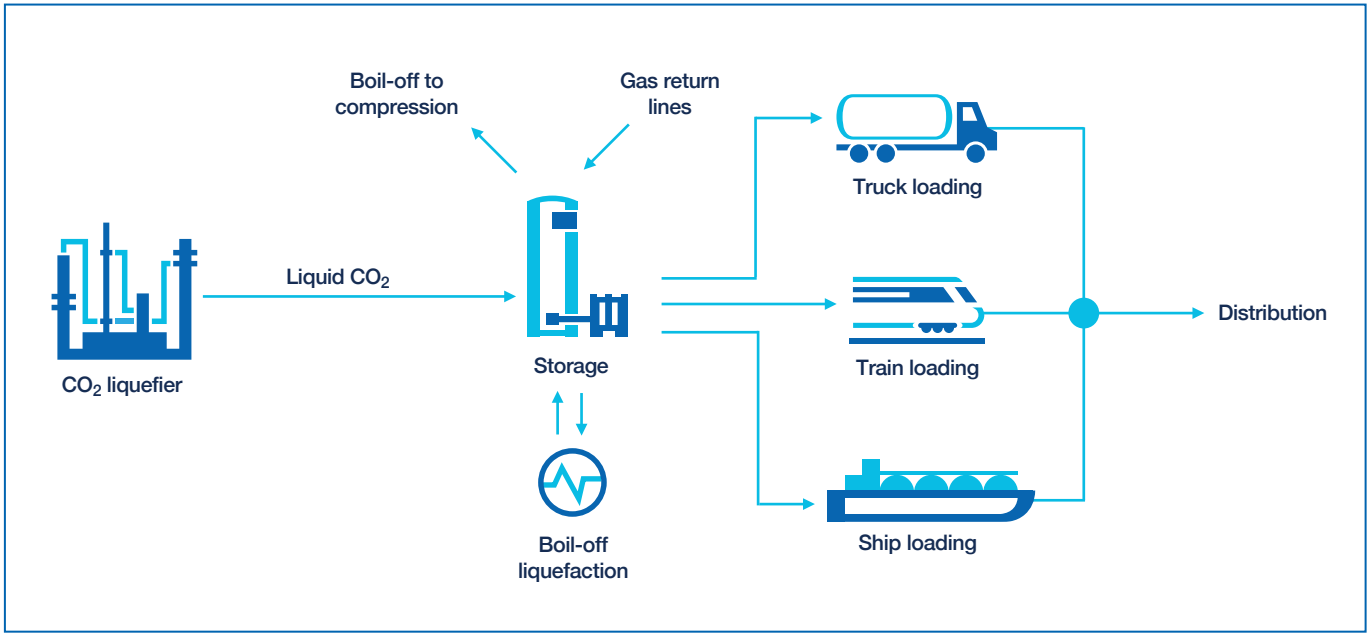 Boil-off to
compression
Gas return
lines
Truck loading
Liquid CO₂
Distribution
Storage
Train loading
CO₂ liquefier
Boil-off
liquefaction
Ship loading